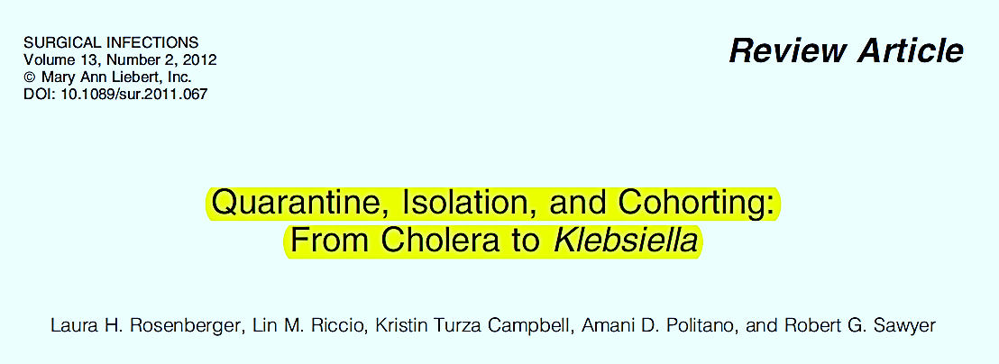 SURGICAL INFECTIONS
Volume 13, Number 2, 2012
© Mary Ann Liebert, Inc.
DOI: 10.1089/sur.2011.067
Review Article
Quarantine, Isolation, and Cohorting:
From Cholera to Klebsiella
Laura H. Rosenberger, Lin M. Riccio, Kristin Turza Campbell, Amani D. Politano, and Robert G. Sawyer